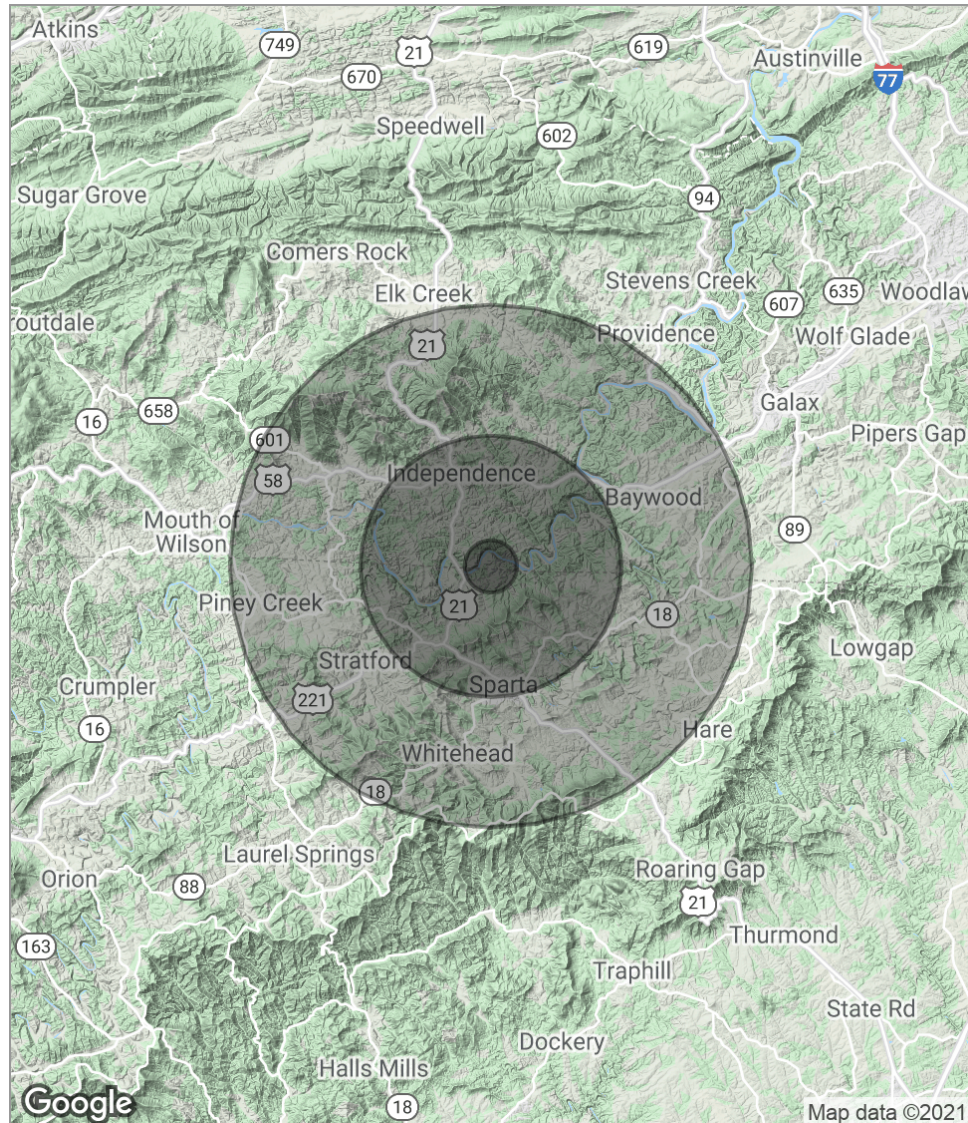 Atkins
749
21
619
Austinville
77
670
Speedwell
602
Sugar Grove
94
Comers Rock
Stevens Creek
Elk Creek
607
635
Woodlaw
routdale
21
Providence
Wolf Glade
658
16
Galax
601
Pipers Gap
58
Independence
Baywood
Mouth of
Wilson
89
Piney Creek
21
18
Stratford
Lowgap
Crumpler
221
Sparta
16
Hare
Whitehead
18
Laurel Springs
Orion
88
Roaring Gap
21
163
Thurmond
Traphill
State Rd
Dockery
Halls Mills
18
Google
Map data ©2021